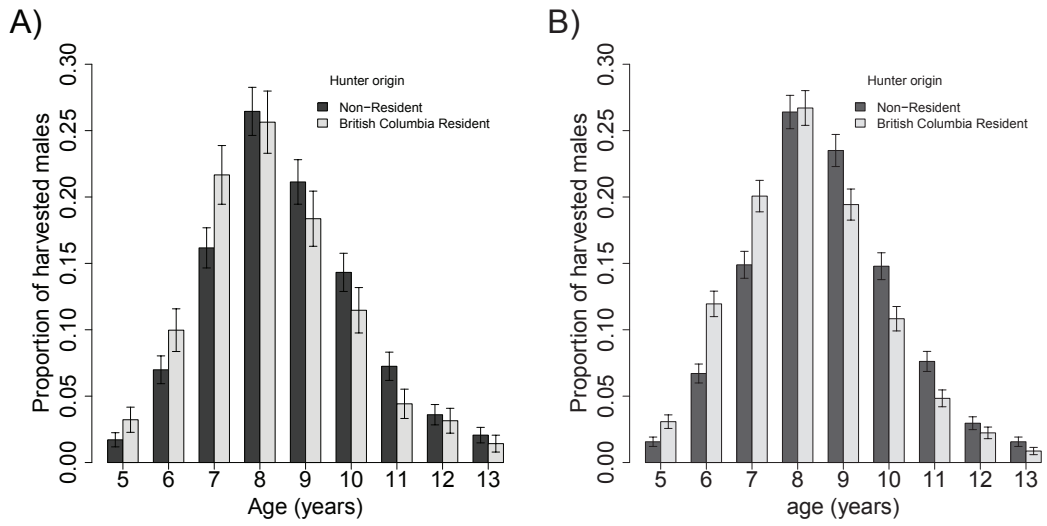 A)
Proportion of harvested males
0.30
0.25
0.20
0.15
0.10
0.05
0.00
Hunter origin
Non−Resident
British Columbia Resident
5 6 7 8 9 10 11 12 13
Age (years)
B)
Proportion of harvested males
0.30
0.25
0.20
0.15
0.10
0.05
0.00
Hunter origin
Non−Resident
British Columbia Resident
5 6 7 8 9 10 11 12 13
age (years)